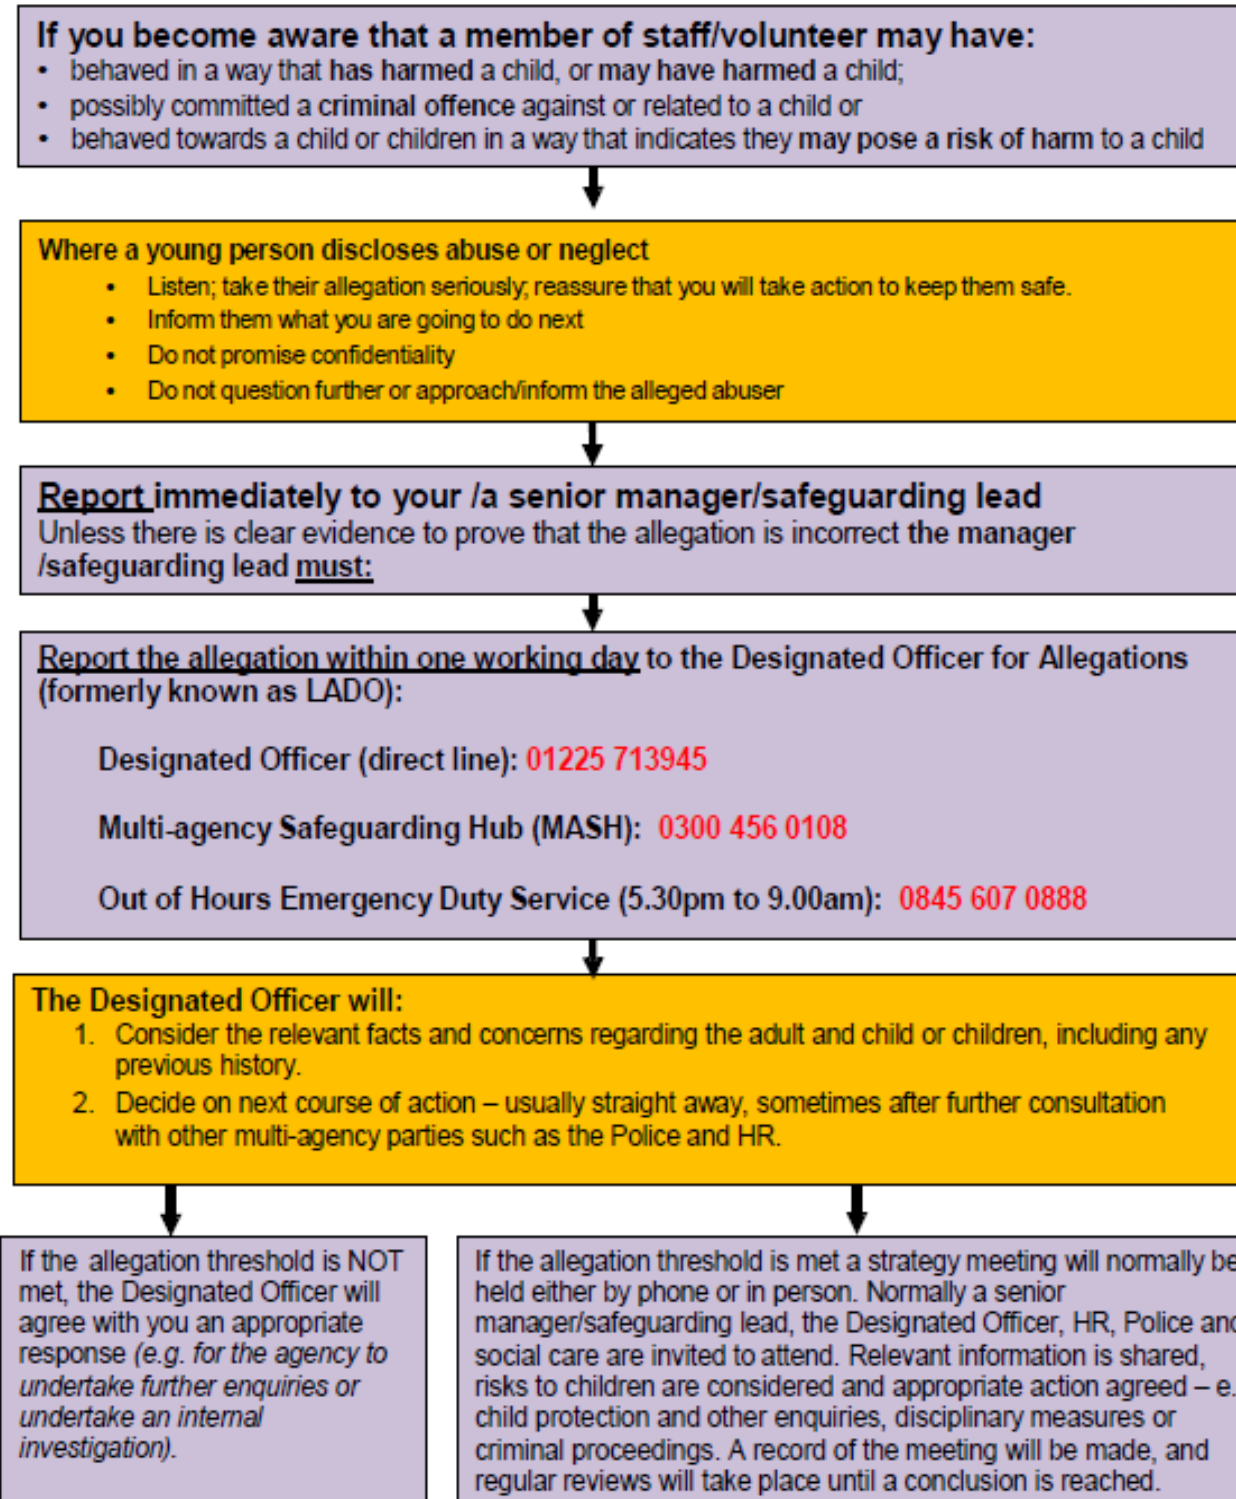 If you become aware that a member of staff/volunteer may have:
• behaved in a way that has harmed a child, or may have harmed a child;
• possibly committed a criminal offence against or related to a child or
• behaved towards a child or children in a way that indicates they may pose a risk of harm to a child
Where a young person discloses abuse or neglect
• Listen; take their allegation seriously; reassure that you will take action to keep them safe.
• Inform them what you are going to do next
• Do not promise confidentiality
• Do not question further or approach/inform the alleged abuser
Report immediately to your /a senior manager/safeguarding lead
Unless there is clear evidence to prove that the allegation is incorrect the manager
/safeguarding lead must:
Report the allegation within one working day to the Designated Officer for Allegations
(formerly known as LADO):
Designated Officer (direct line): 01225 713945
Multi-agency Safeguarding Hub (MASH): 0300 456 0108
Out of Hours Emergency Duty Service (5.30pm to 9.00am): 0845 607 0888
The Designated Officer will:
1. Consider the relevant facts and concerns regarding the adult and child or children, including any
previous history.
2. Decide on next course of action – usually straight away, sometimes after further consultation
with other multi-agency parties such as the Police and HR.
If the allegation threshold is NOT
met, the Designated Officer will
agree with you an appropriate
response (e.g. for the agency to
undertake further enquiries or
undertake an internal
investigation).
If the allegation threshold is met a strategy meeting will normally be
held either by phone or in person. Normally a senior
manager/safeguarding lead, the Designated Officer, HR, Police and
social care are invited to attend. Relevant information is shared,
risks to children are considered and appropriate action agreed – e.
child protection and other enquiries, disciplinary measures or
criminal proceedings. A record of the meeting will be made, and
regular reviews will take place until a conclusion is reached.